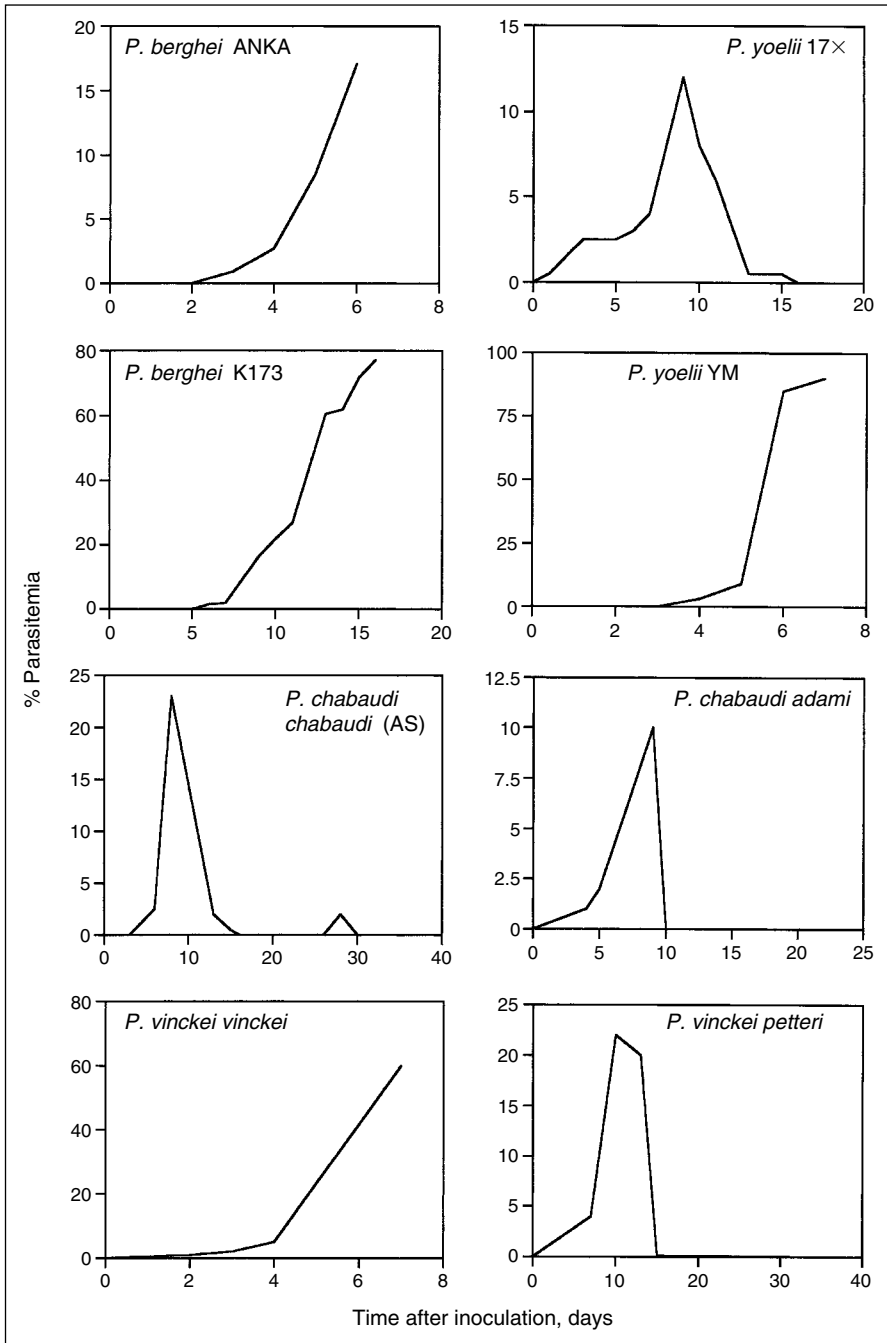 P. berghei ANKA
20
15
10
5
0
0 2 4 6 8
P. yoelii 17×
15
10
5
0
0 5 10 15 20
P. berghei K173
80
60
40
20
0
0 5 10 15 20
P. yoelii YM
100
75
50
25
0
0 2 4 6 8
% Parasitemia
P. chabaudi
chabaudi (AS)
25
20
15
10
5
0
0 10 20 30 40
P. chabaudi adami
12.5
10
7.5
5
2.5
0
0 5 10 15 20 25
P. vinckei vinckei
80
60
40
20
0
0 2 4 6 8
P. vinckei petteri
25
20
15
10
5
0
0 10 20 30 40
Time after inoculation, days